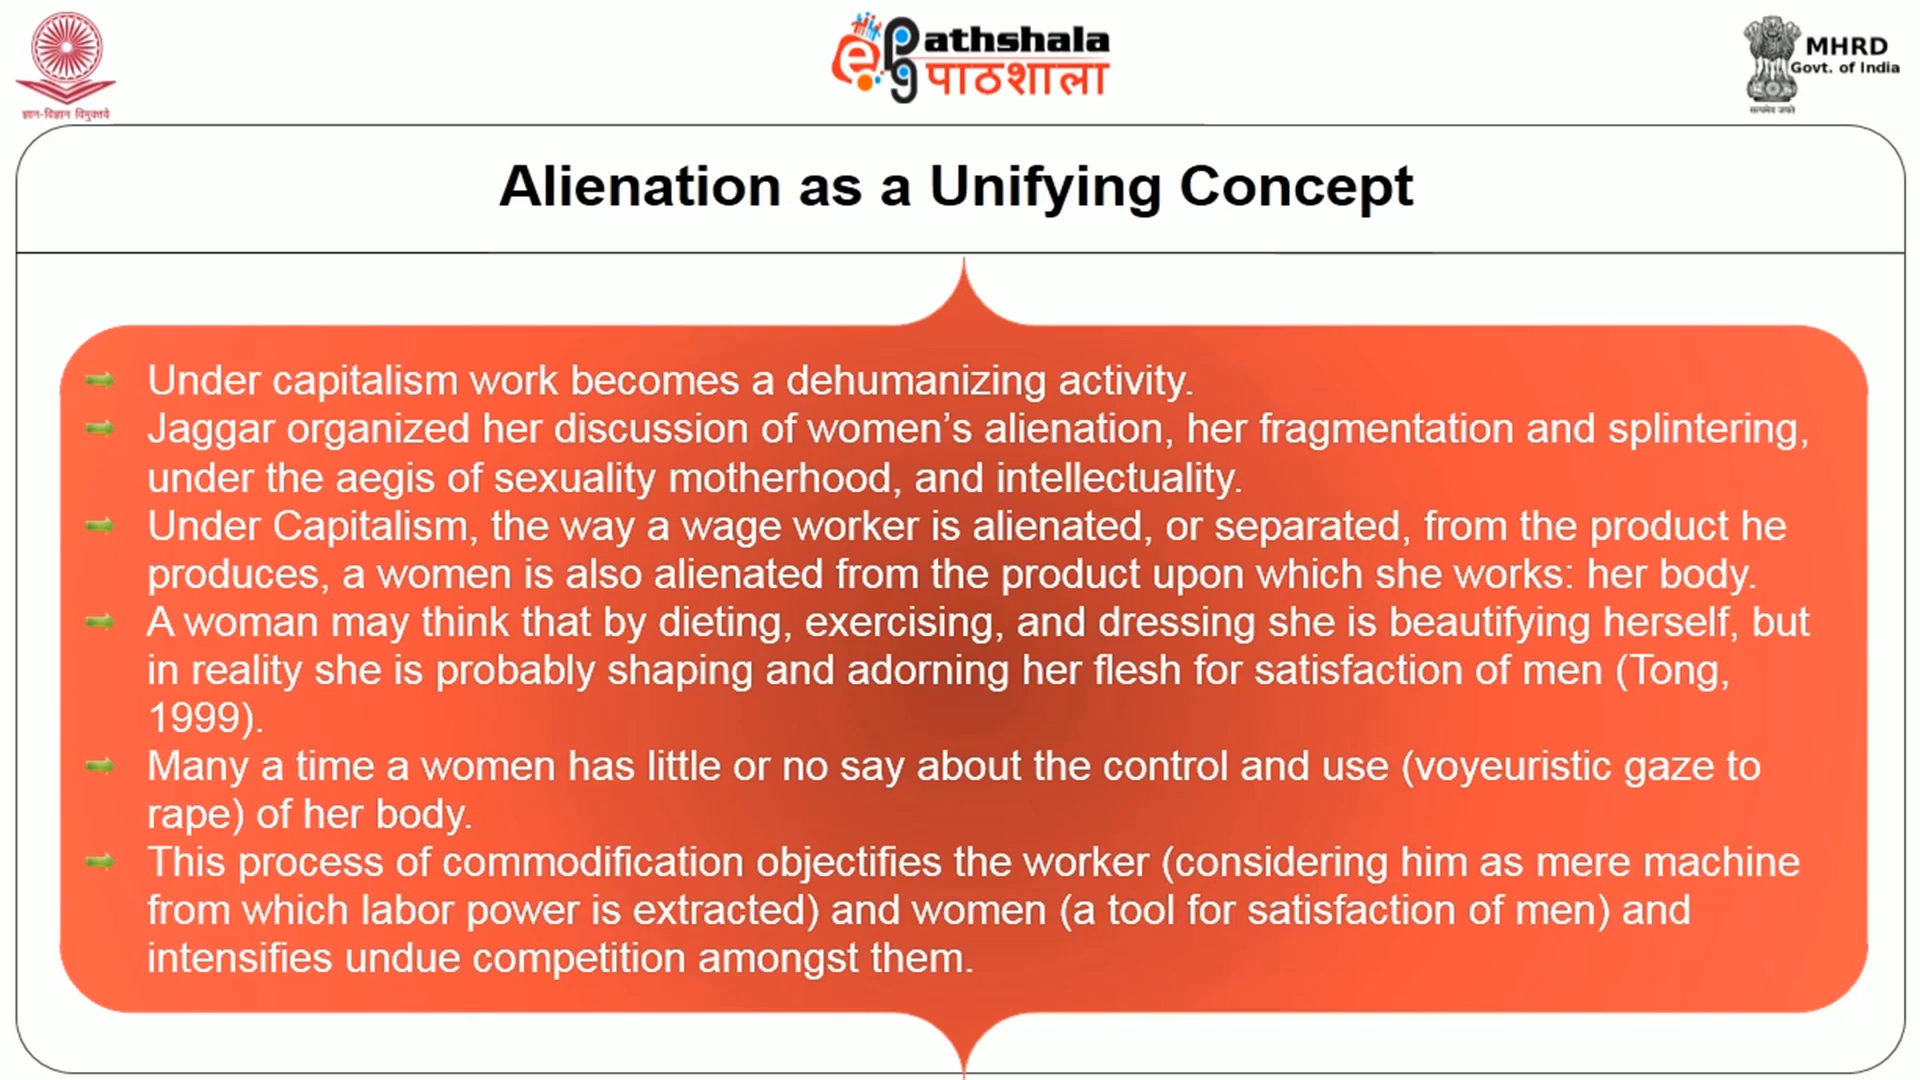 ज्ञान-विज्ञान विमुक्तये
e pg Pathshala
पाठशाला
MHRD
Govt. of India
सत्यमेव जयते
Alienation as a Unifying Concept
Under capitalism work becomes a dehumanizing activity.
Jaggar organized her discussion of women’s alienation, her fragmentation and splintering,
under the aegis of sexuality motherhood, and intellectuality.
Under Capitalism, the way a wage worker is alienated, or separated, from the product he
produces, a women is also alienated from the product upon which she works: her body.
A woman may think that by dieting, exercising, and dressing she is beautifying herself, but
in reality she is probably shaping and adorning her flesh for satisfaction of men (Tong,
1999).
Many a time a women has little or no say about the control and use (voyeuristic gaze to
rape) of her body.
This process of commodification objectifies the worker (considering him as mere machine
from which labor power is extracted) and women (a tool for satisfaction of men) and
intensifies undue competition amongst them.